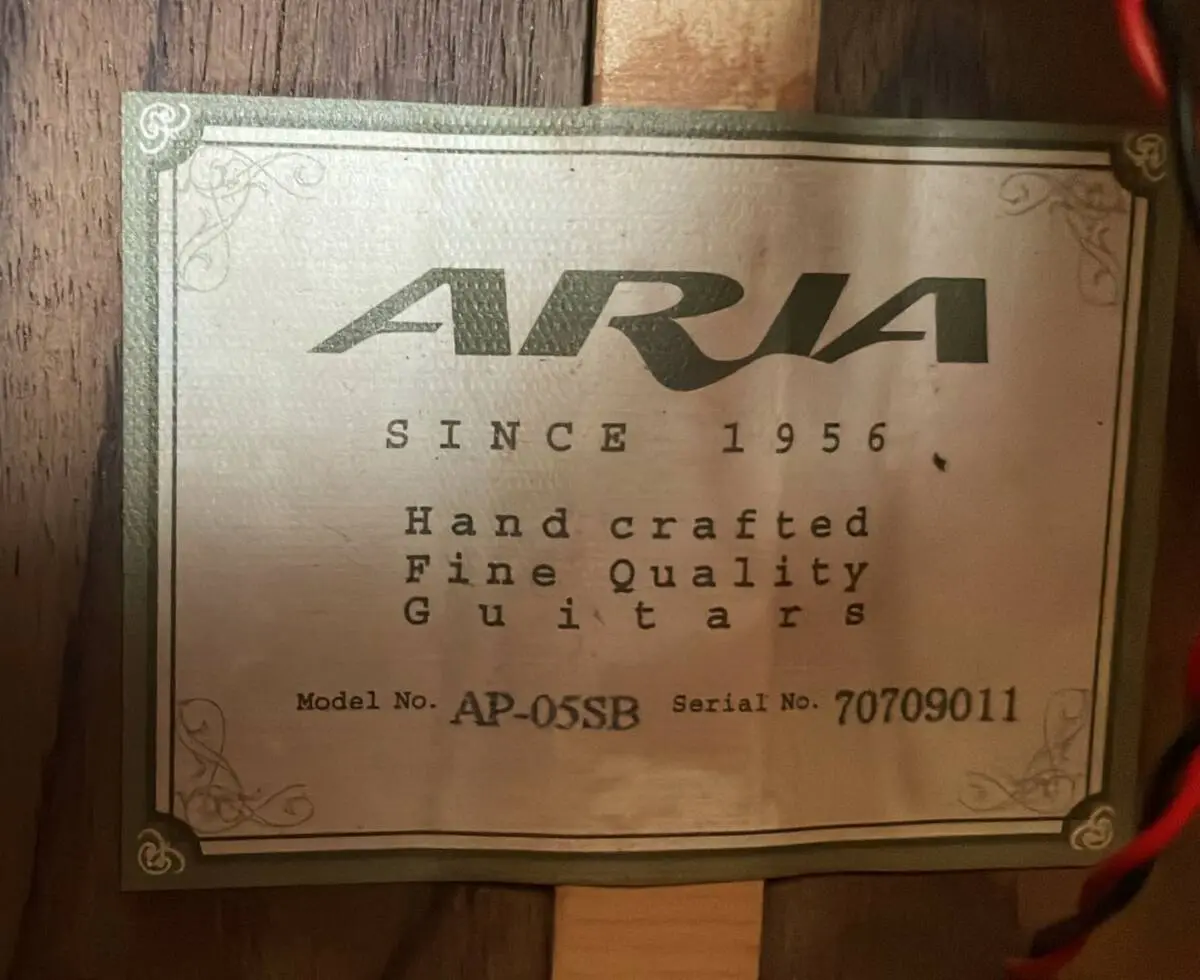 ARIA
SINCE 1956
Hand crafted
Fine Quality
Guitars
Model No. AP-05SB Serial No. 70709011